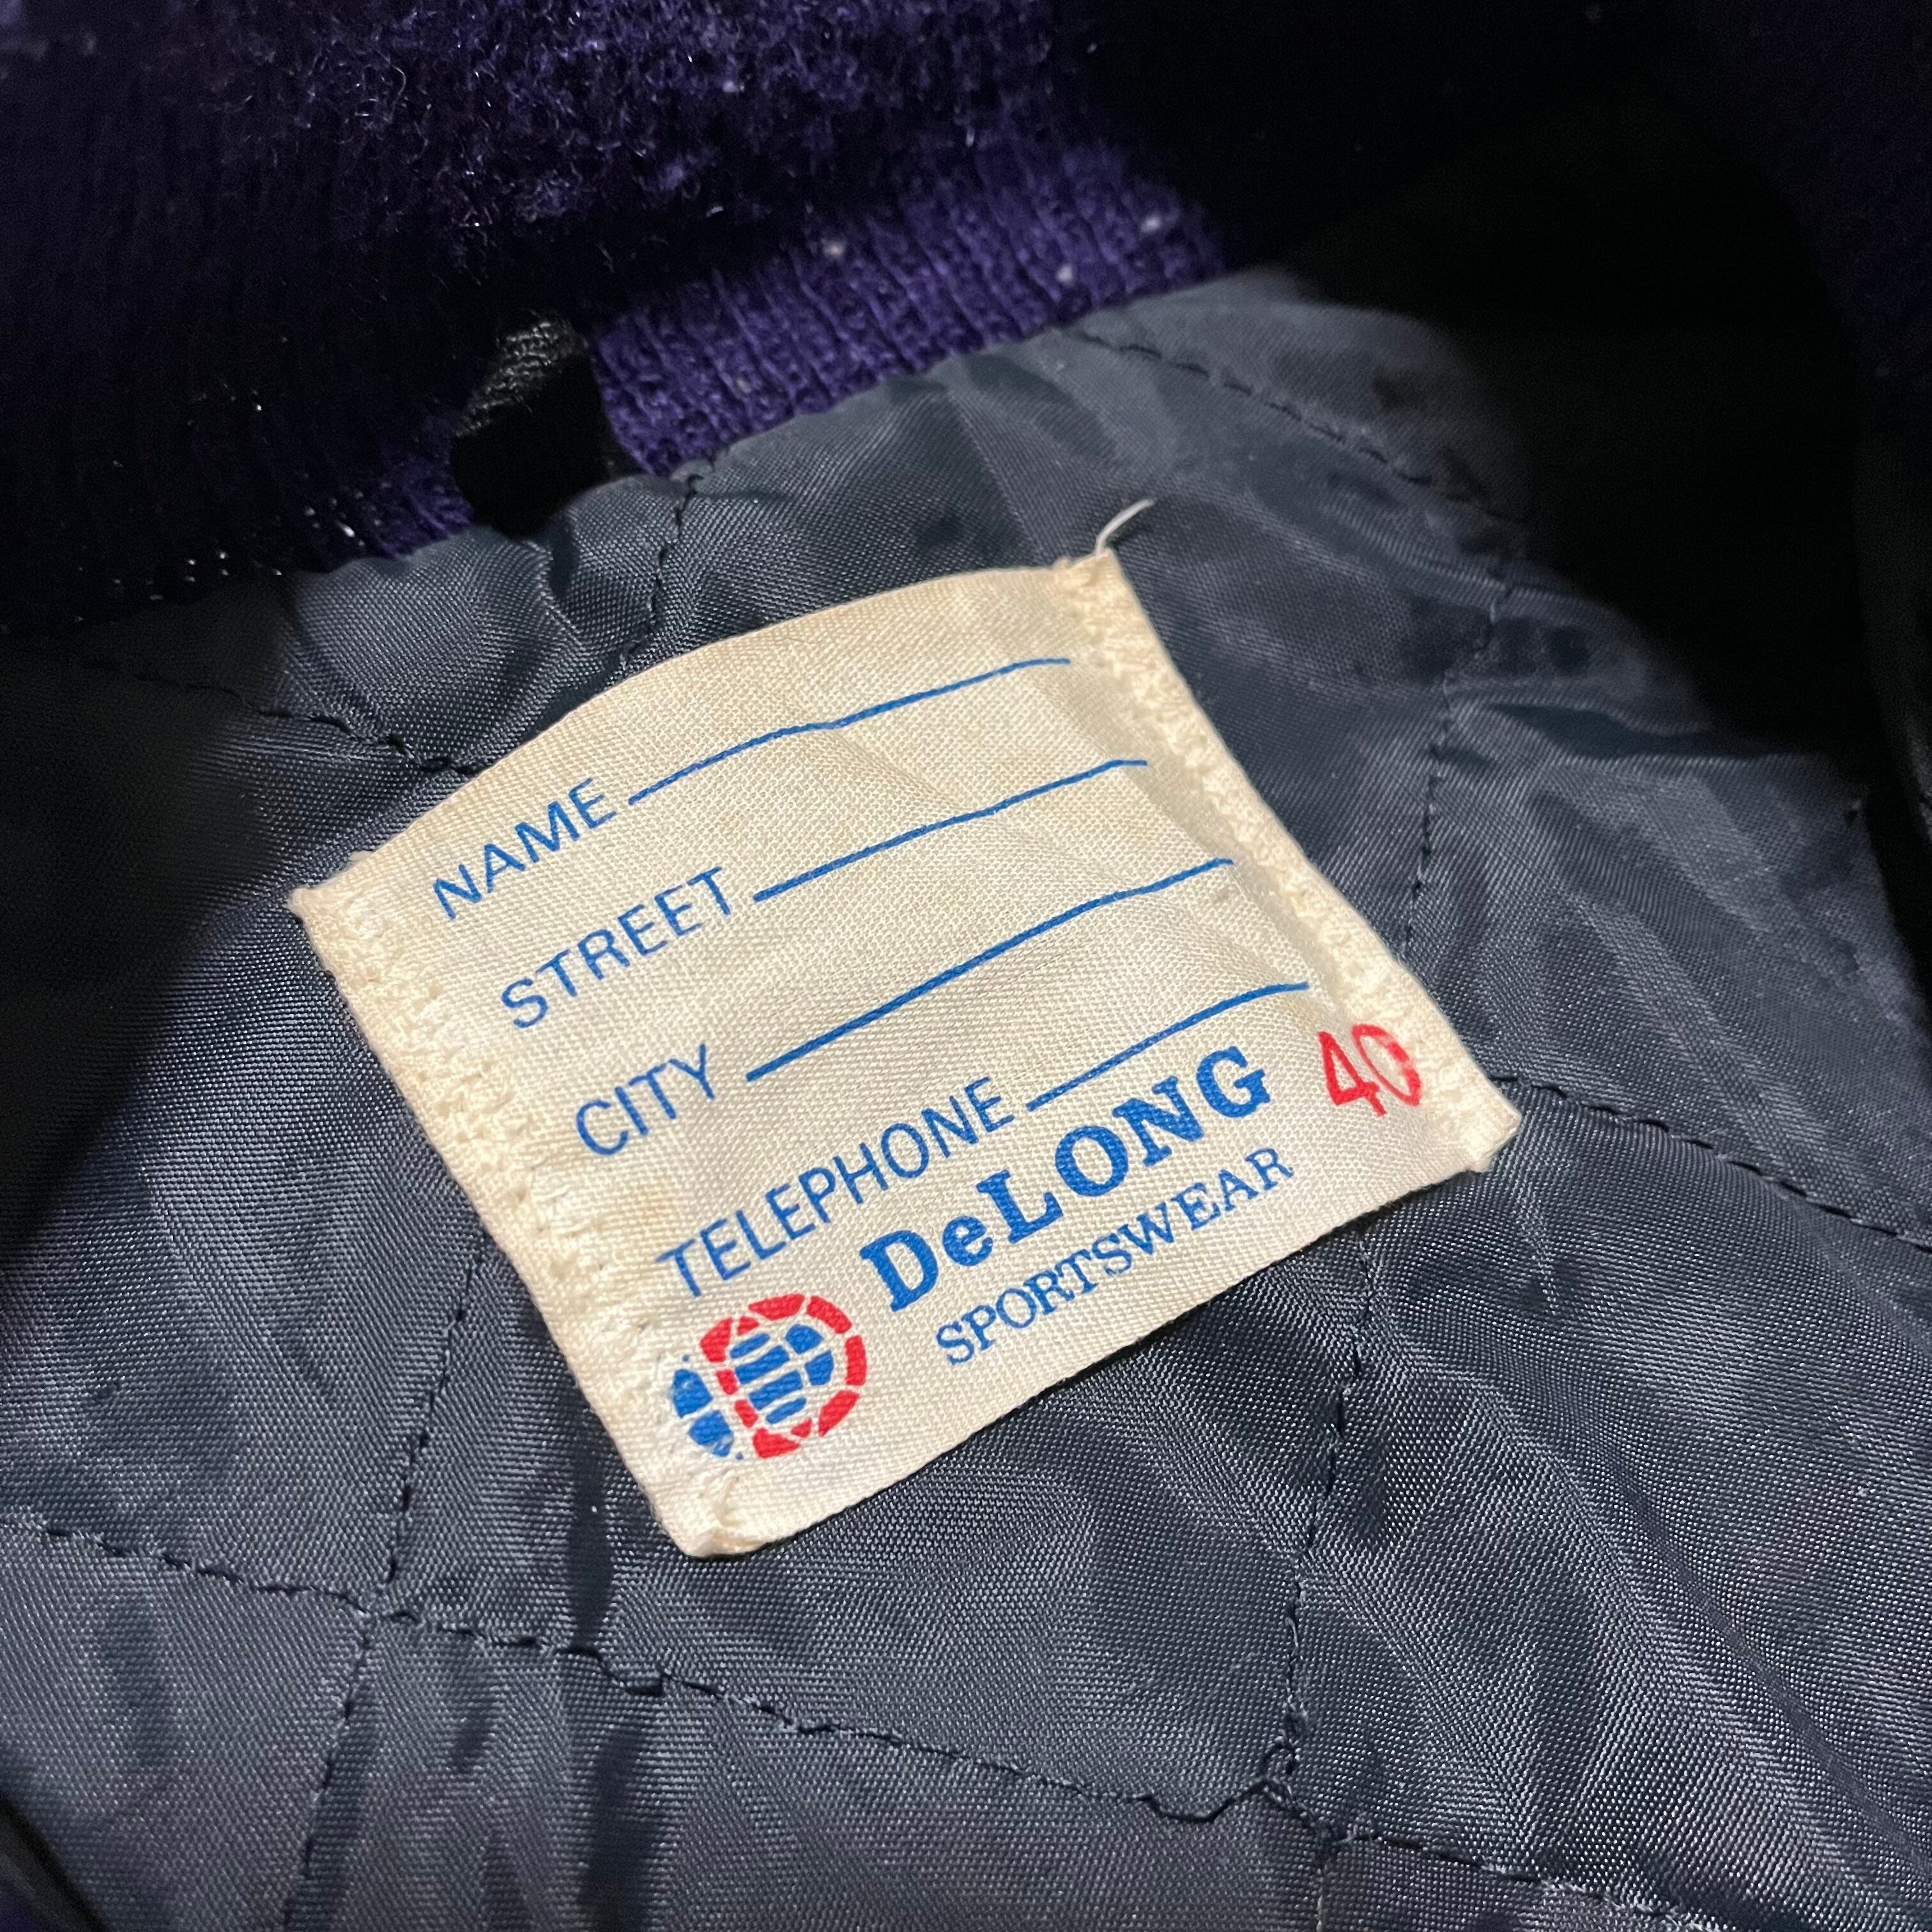 NAME
STREET
CITY
TELEPHONE
DeLONG 40
SPORTSWEAR